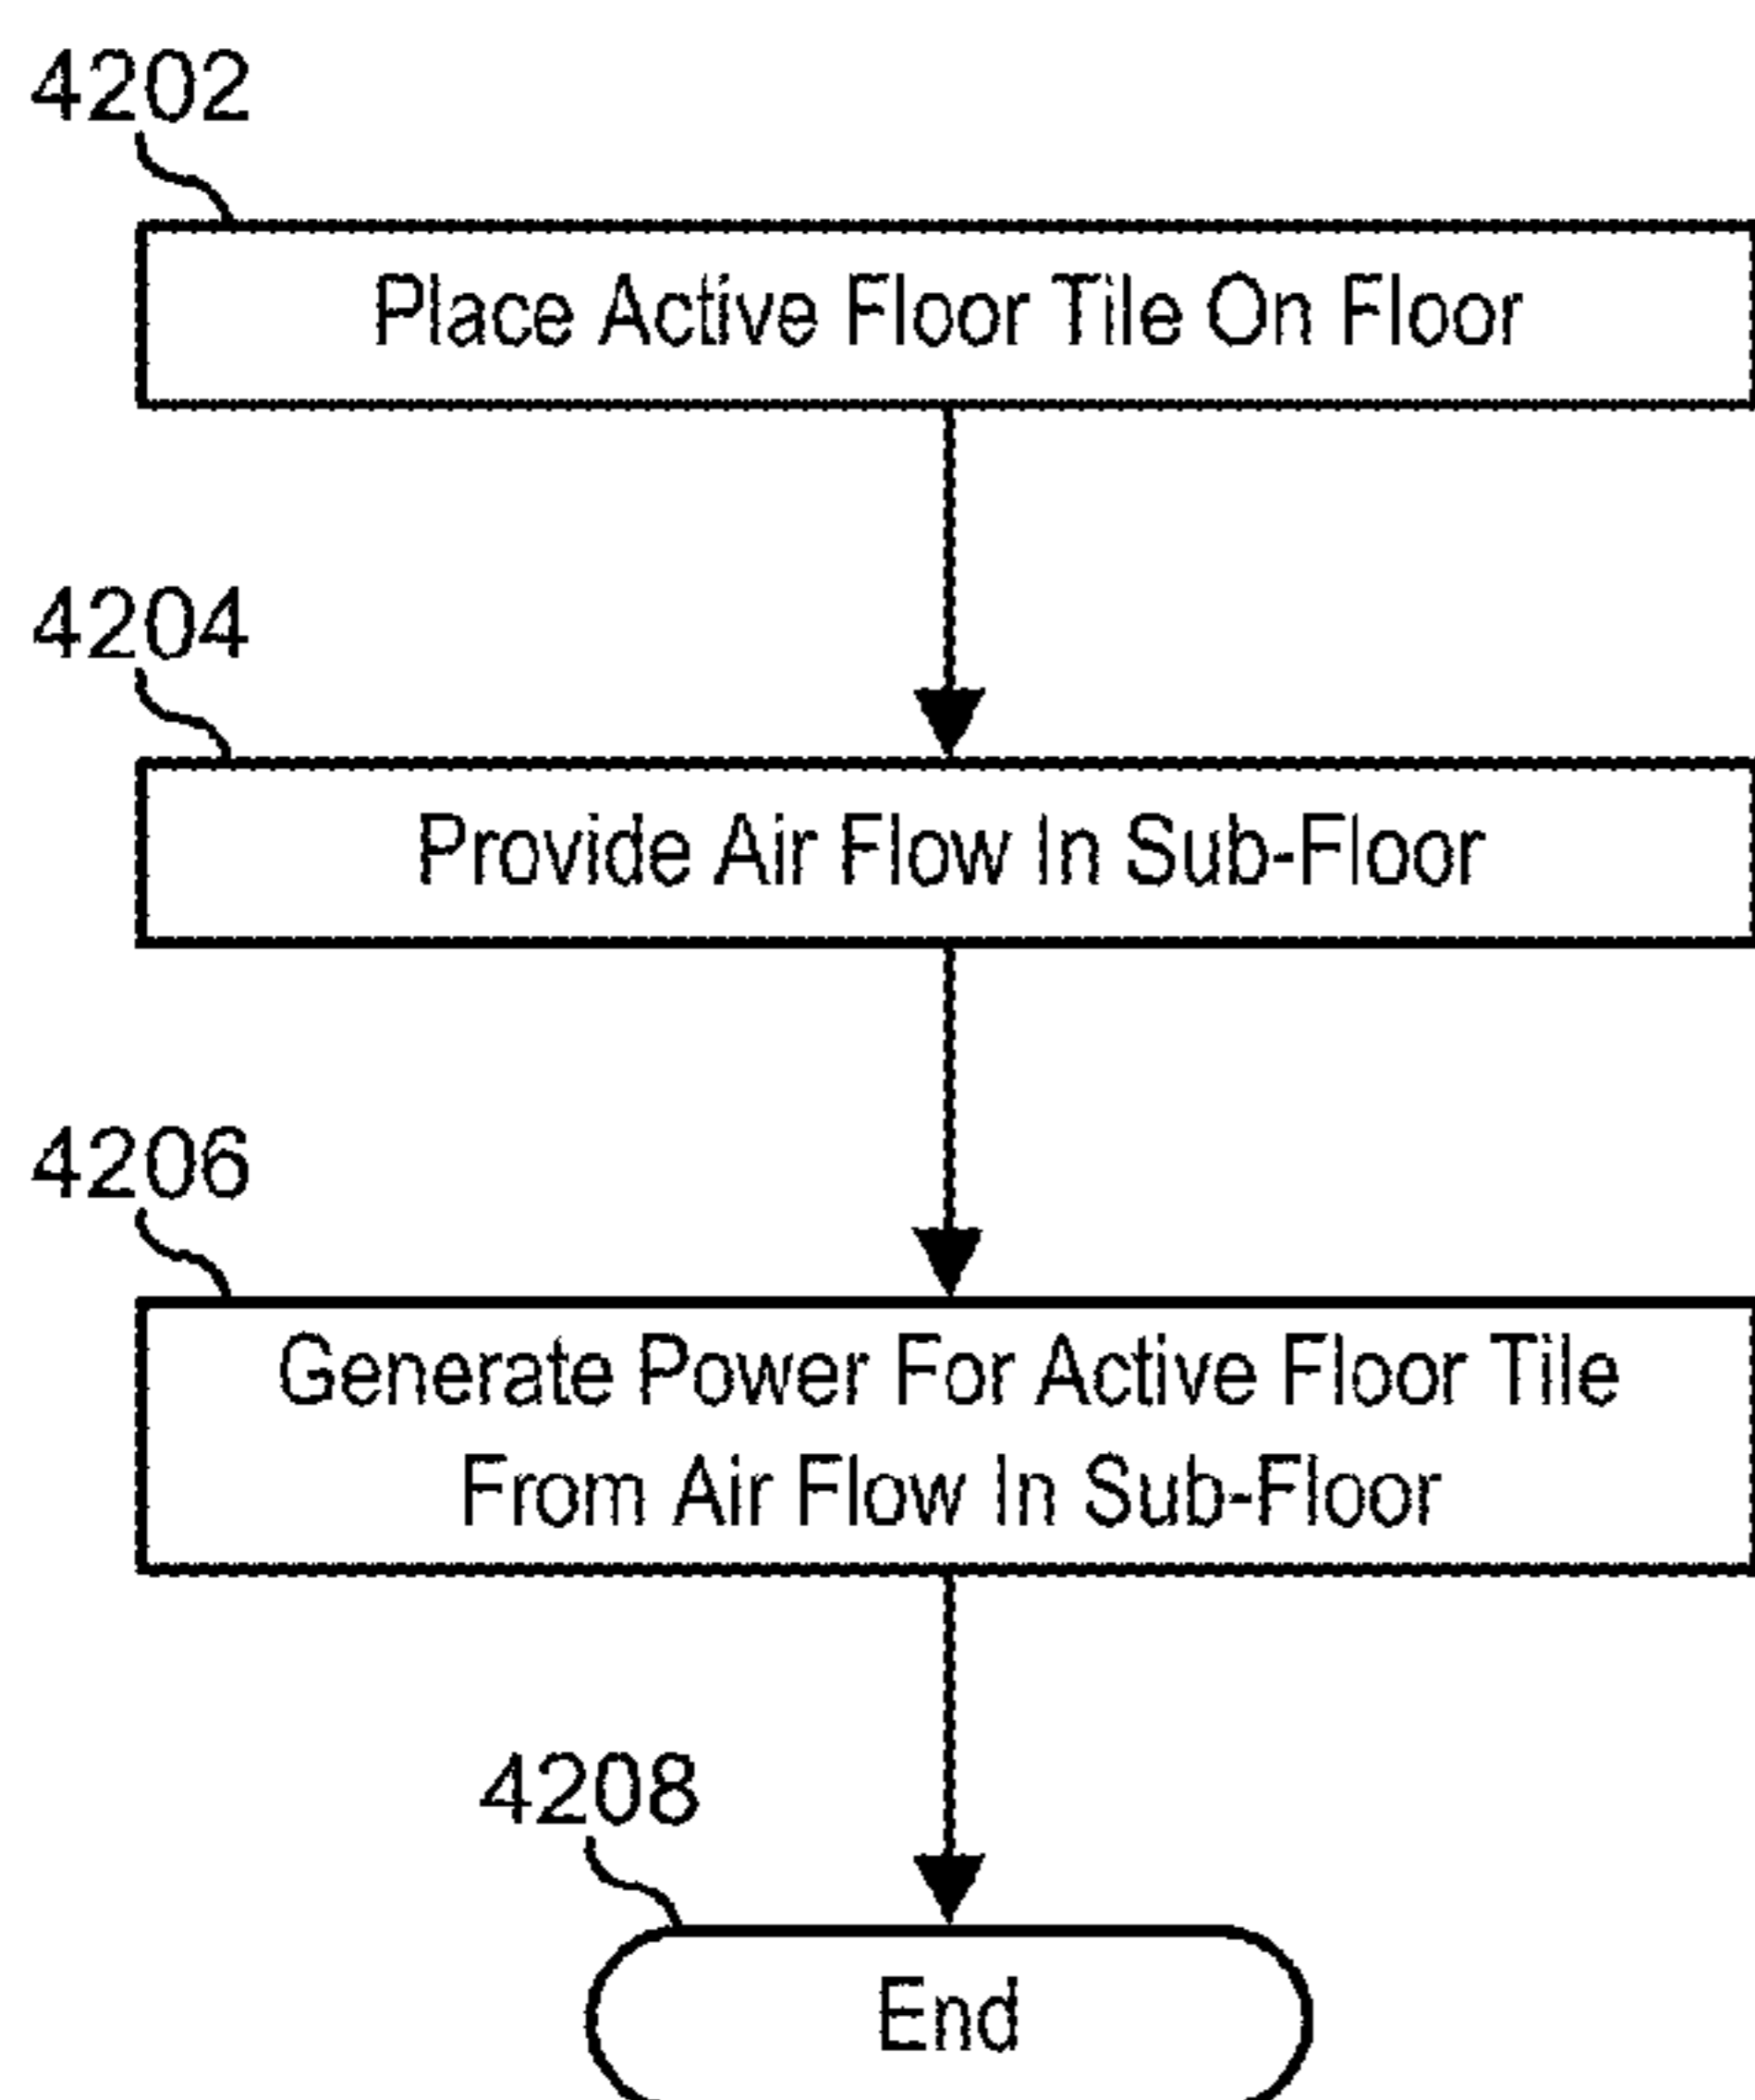 4202
Place Active Floor Tile On Floor
4204
Provide Air Flow In Sub-Floor
4206
Generate Power For Active Floor Tile
From Air Flow In Sub-Floor
4208
End